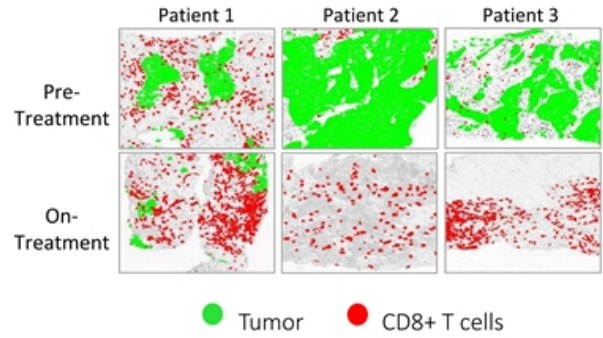 Patient 1 Patient 2 Patient 3
Pre-
Treatment
On-
Treatment
Tumor CD8+ T cells